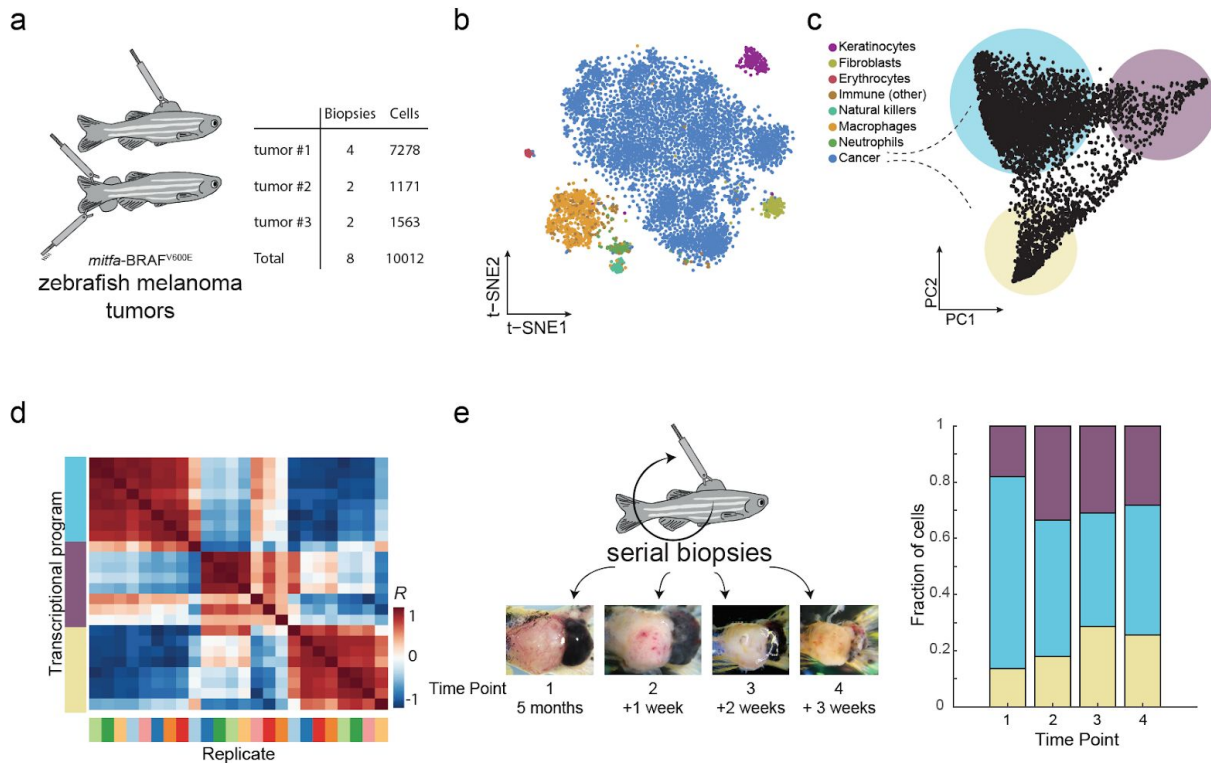 a
Biopsies Cells
tumor #1 4 7278
tumor #2 2 1171
tumor #3 2 1563
Total 8 10012
mitfa-BRAFV600E
zebrafish melanoma
tumors
b
t-SNE2
t-SNE1
c
Keratinocytes
Fibroblasts
Erythrocytes
Immune (other)
Natural killers
Macrophages
Neutrophils
Cancer
PC2
PC1
d
Transcriptional program
R
1
0
-1
Replicate
e
serial biopsies
Time Point 1 2 3 4
5 months +1 week +2 weeks + 3 weeks
Fraction of cells
1
0.8
0.6
0.4
0.2
0
1 2 3 4
Time Point